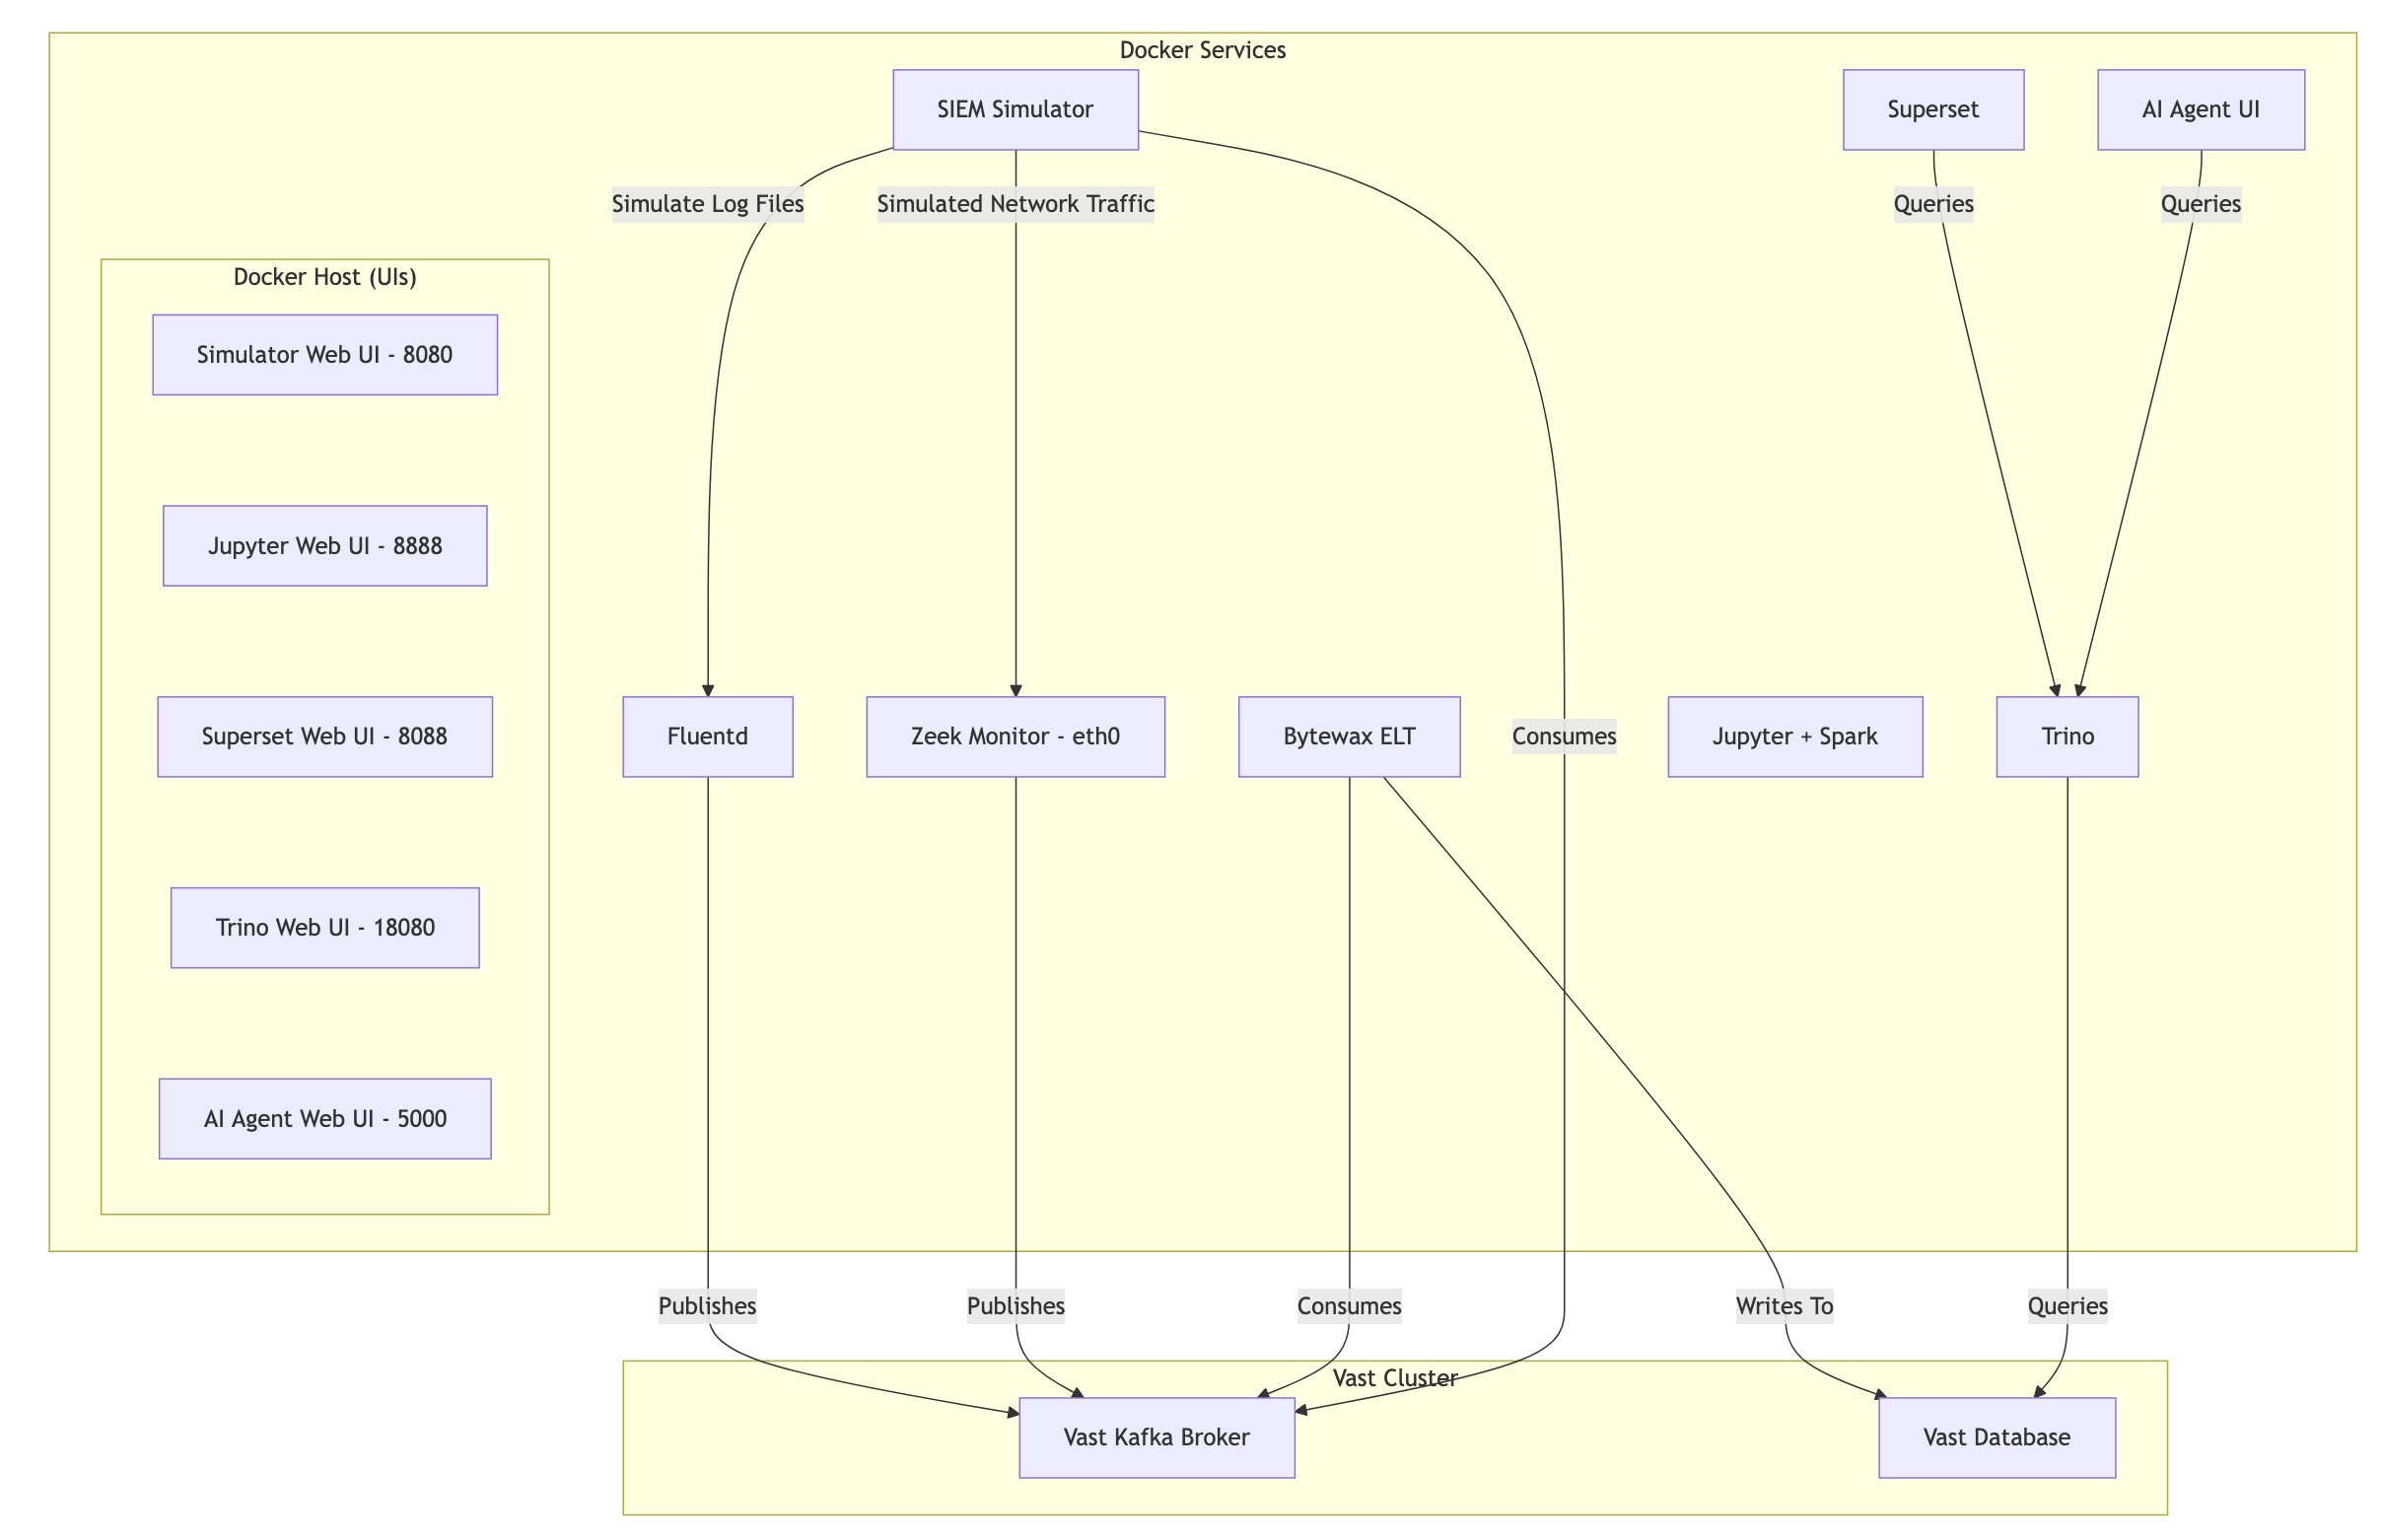 Docker Services
SIEM Simulator
Superset
AI Agent UI
Simulate Log Files
Simulated Network Traffic
Queries
Queries
Docker Host (UIs)
Simulator Web UI - 8080
Jupyter Web UI - 8888
Superset Web UI - 8088
Trino Web UI - 18080
AI Agent Web UI - 5000
Fluentd
Zeek Monitor - eth0
Bytewax ELT
Consumes
Jupyter + Spark
Trino
Publishes
Publishes
Consumes
Writes To
Queries
Vast Cluster
Vast Kafka Broker
Vast Database